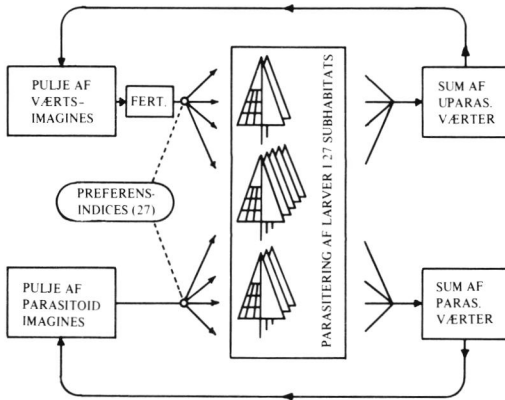 PULJE AF
VÆRTS-
IMAGINES
FERT.
PREFERENS-
INDICES (27)
PULJE AF
PARASITOID
IMAGINES
PARASITERING AF LARVER I 27 SUBHABITATS
SUM AF
UPARAS.
VÆRTER
SUM AF
PARAS.
VÆRTER